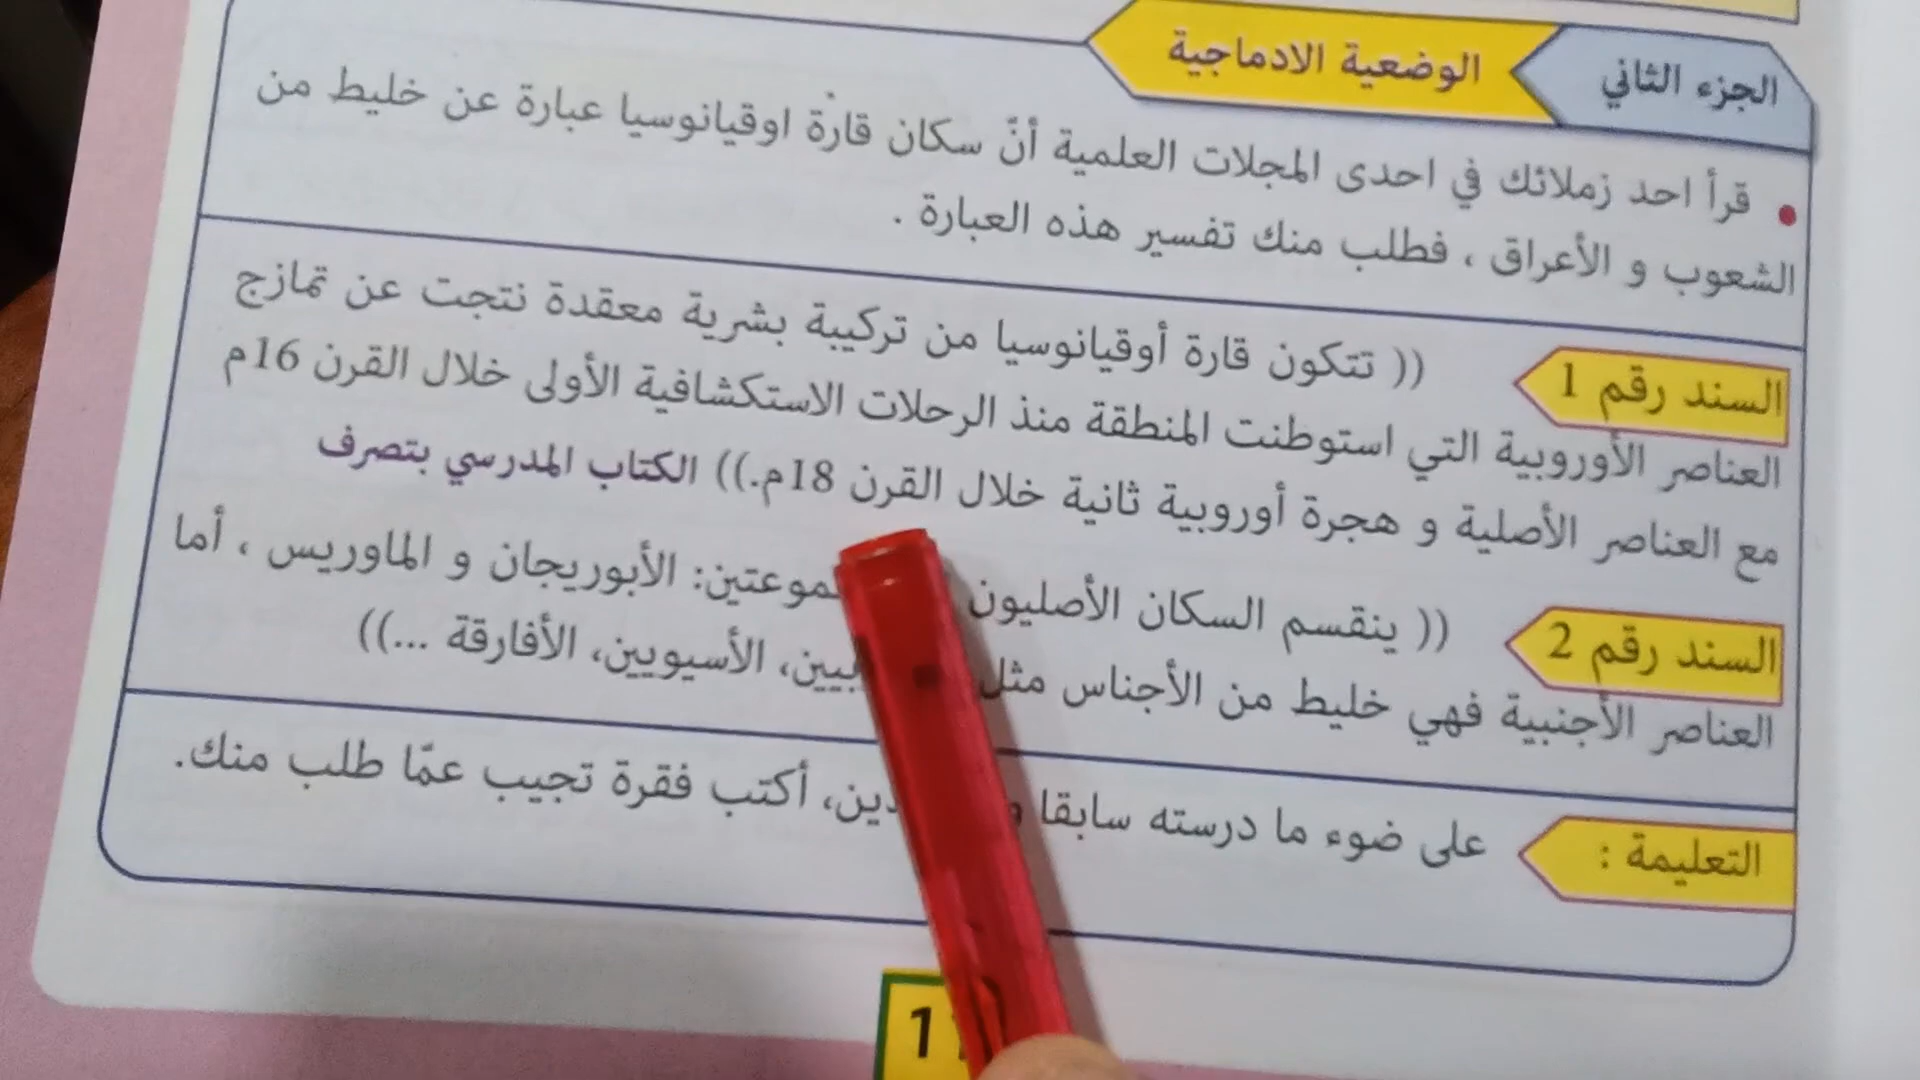 الجزء الثاني
الوضعية الادماجية
• قرأ احد زملائك في احدى المجلات العلمية أنّ سكان قارة اوقيانوسيا عبارة عن خليط من
الشعوب و الأعراق ، فطلب منك تفسير هذه العبارة .
السند رقم 1
(( تتكون قارة أوقيانوسيا من تركيبة بشرية معقدة نتجت عن تمازج
العناصر الأوروبية التي استوطنت المنطقة منذ الرحلات الاستكشافية الأولى خلال القرن 16م
مع العناصر الأصلية و هجرة أوروبية ثانية خلال القرن 18م.)) الكتاب المدرسي بتصرف
السند رقم 2
(( ينقسم السكان الأصليون الأبوريجان و الماوريس ، أما
العناصر الأجنبية فهي خليط من الأجناس مثل الأسيويين، الأفارقة ...))
التعليمة :
على ضوء ما درسته سابقا أكتب فقرة تجيب عمّا طلب منك.